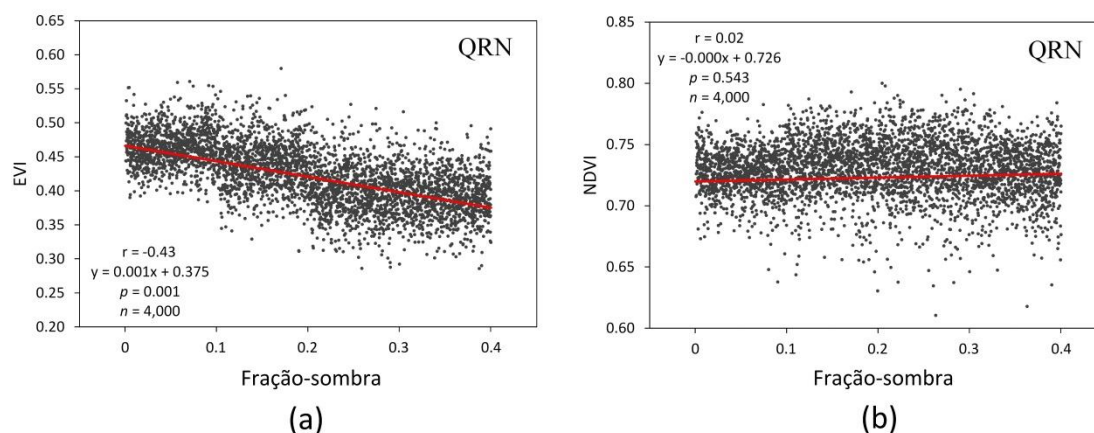 0.65
0.60
0.55
0.50
0.45
0.40
0.35
0.30
0.25
0.20
EVI
QRN
r = -0.43
y = 0.001x + 0.375
p = 0.001
n = 4,000
0 0.1 0.2 0.3 0.4
Fração-sombra
(a)
0.85
0.80
0.75
0.70
0.65
0.60
NDVI
r = 0.02
y = -0.000x + 0.726
p = 0.543
n = 4,000
QRN
0 0.1 0.2 0.3 0.4
Fração-sombra
(b)